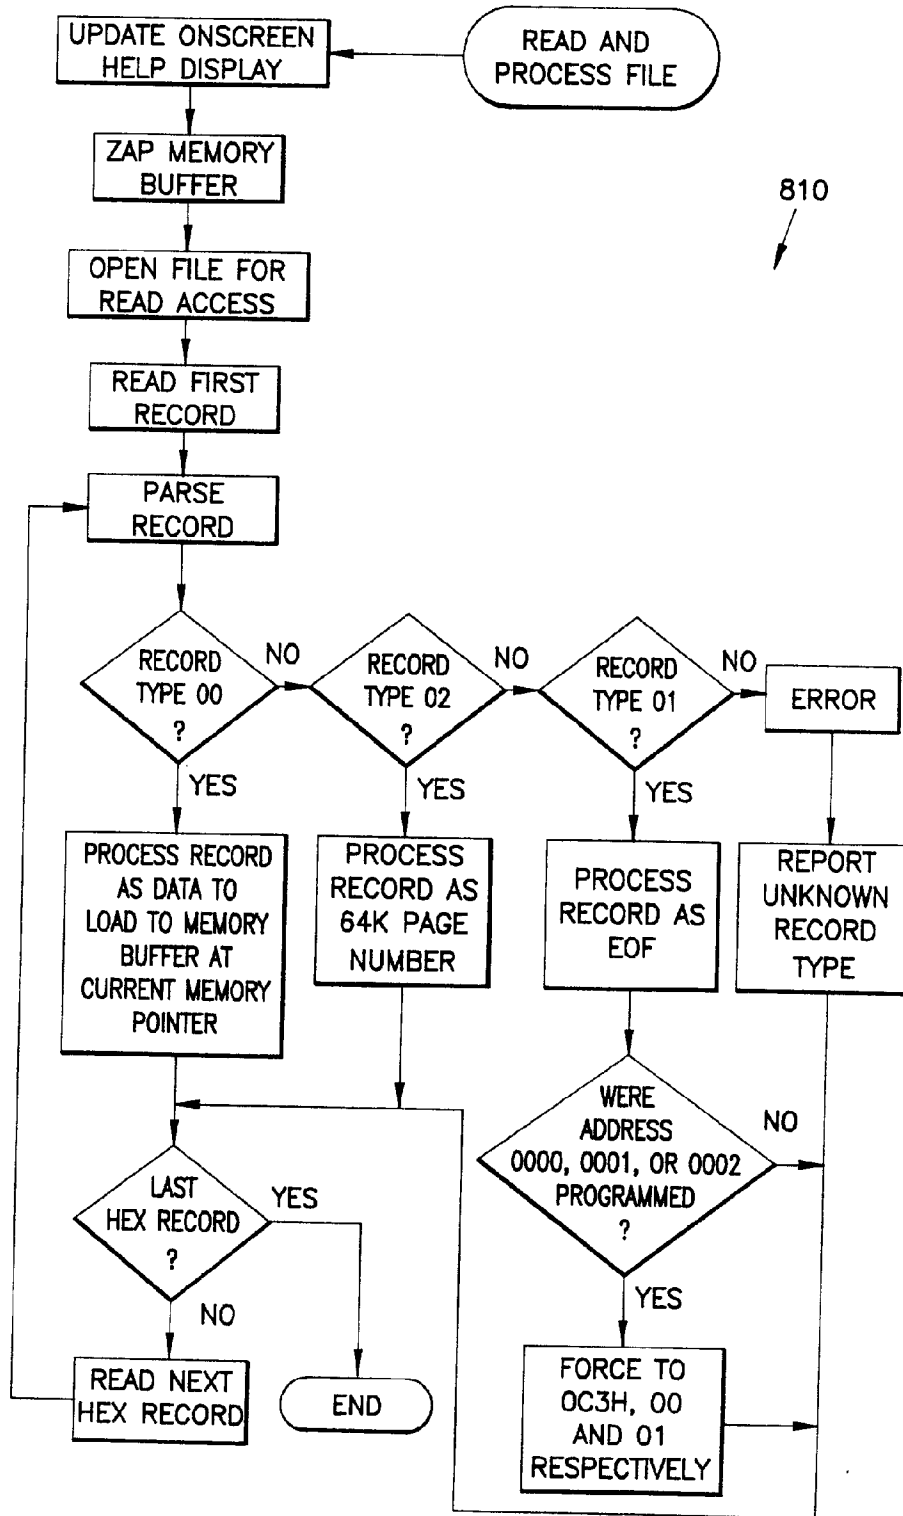 UPDATE ONSCREEN
HELP DISPLAY
READ AND
PROCESS FILE
ZAP MEMORY
BUFFER
810
OPEN FILE FOR
READ ACCESS
READ FIRST
RECORD
PARSE
RECORD
RECORD
TYPE 00
?
NO
RECORD
TYPE 02
?
NO
RECORD
TYPE 01
?
NO
ERROR
YES
YES
YES
PROCESS RECORD
AS DATA TO
LOAD TO MEMORY
BUFFER AT
CURRENT MEMORY
POINTER
PROCESS
RECORD AS
64K PAGE
NUMBER
PROCESS
RECORD AS
EOF
REPORT
UNKNOWN
RECORD
TYPE
WERE
ADDRESS
0000, 0001, OR 0002
PROGRAMMED
?
NO
LAST
HEX RECORD
?
YES
NO
YES
READ NEXT
HEX RECORD
END
FORCE TO
0C3H, 00
AND 01
RESPECTIVELY